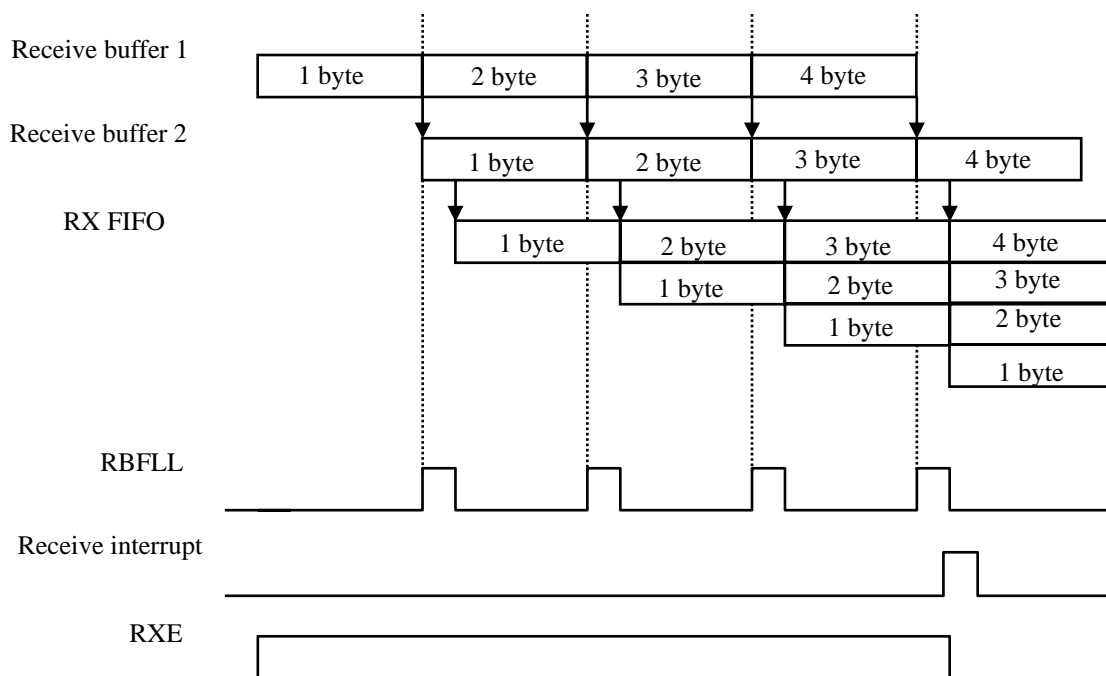 Receive buffer 1
1 byte 2 byte 3 byte 4 byte
Receive buffer 2
1 byte 2 byte 3 byte 4 byte
RX FIFO
1 byte 2 byte 3 byte 4 byte
1 byte 2 byte 3 byte
1 byte 2 byte
1 byte
RBFLL
Receive interrupt
RXE